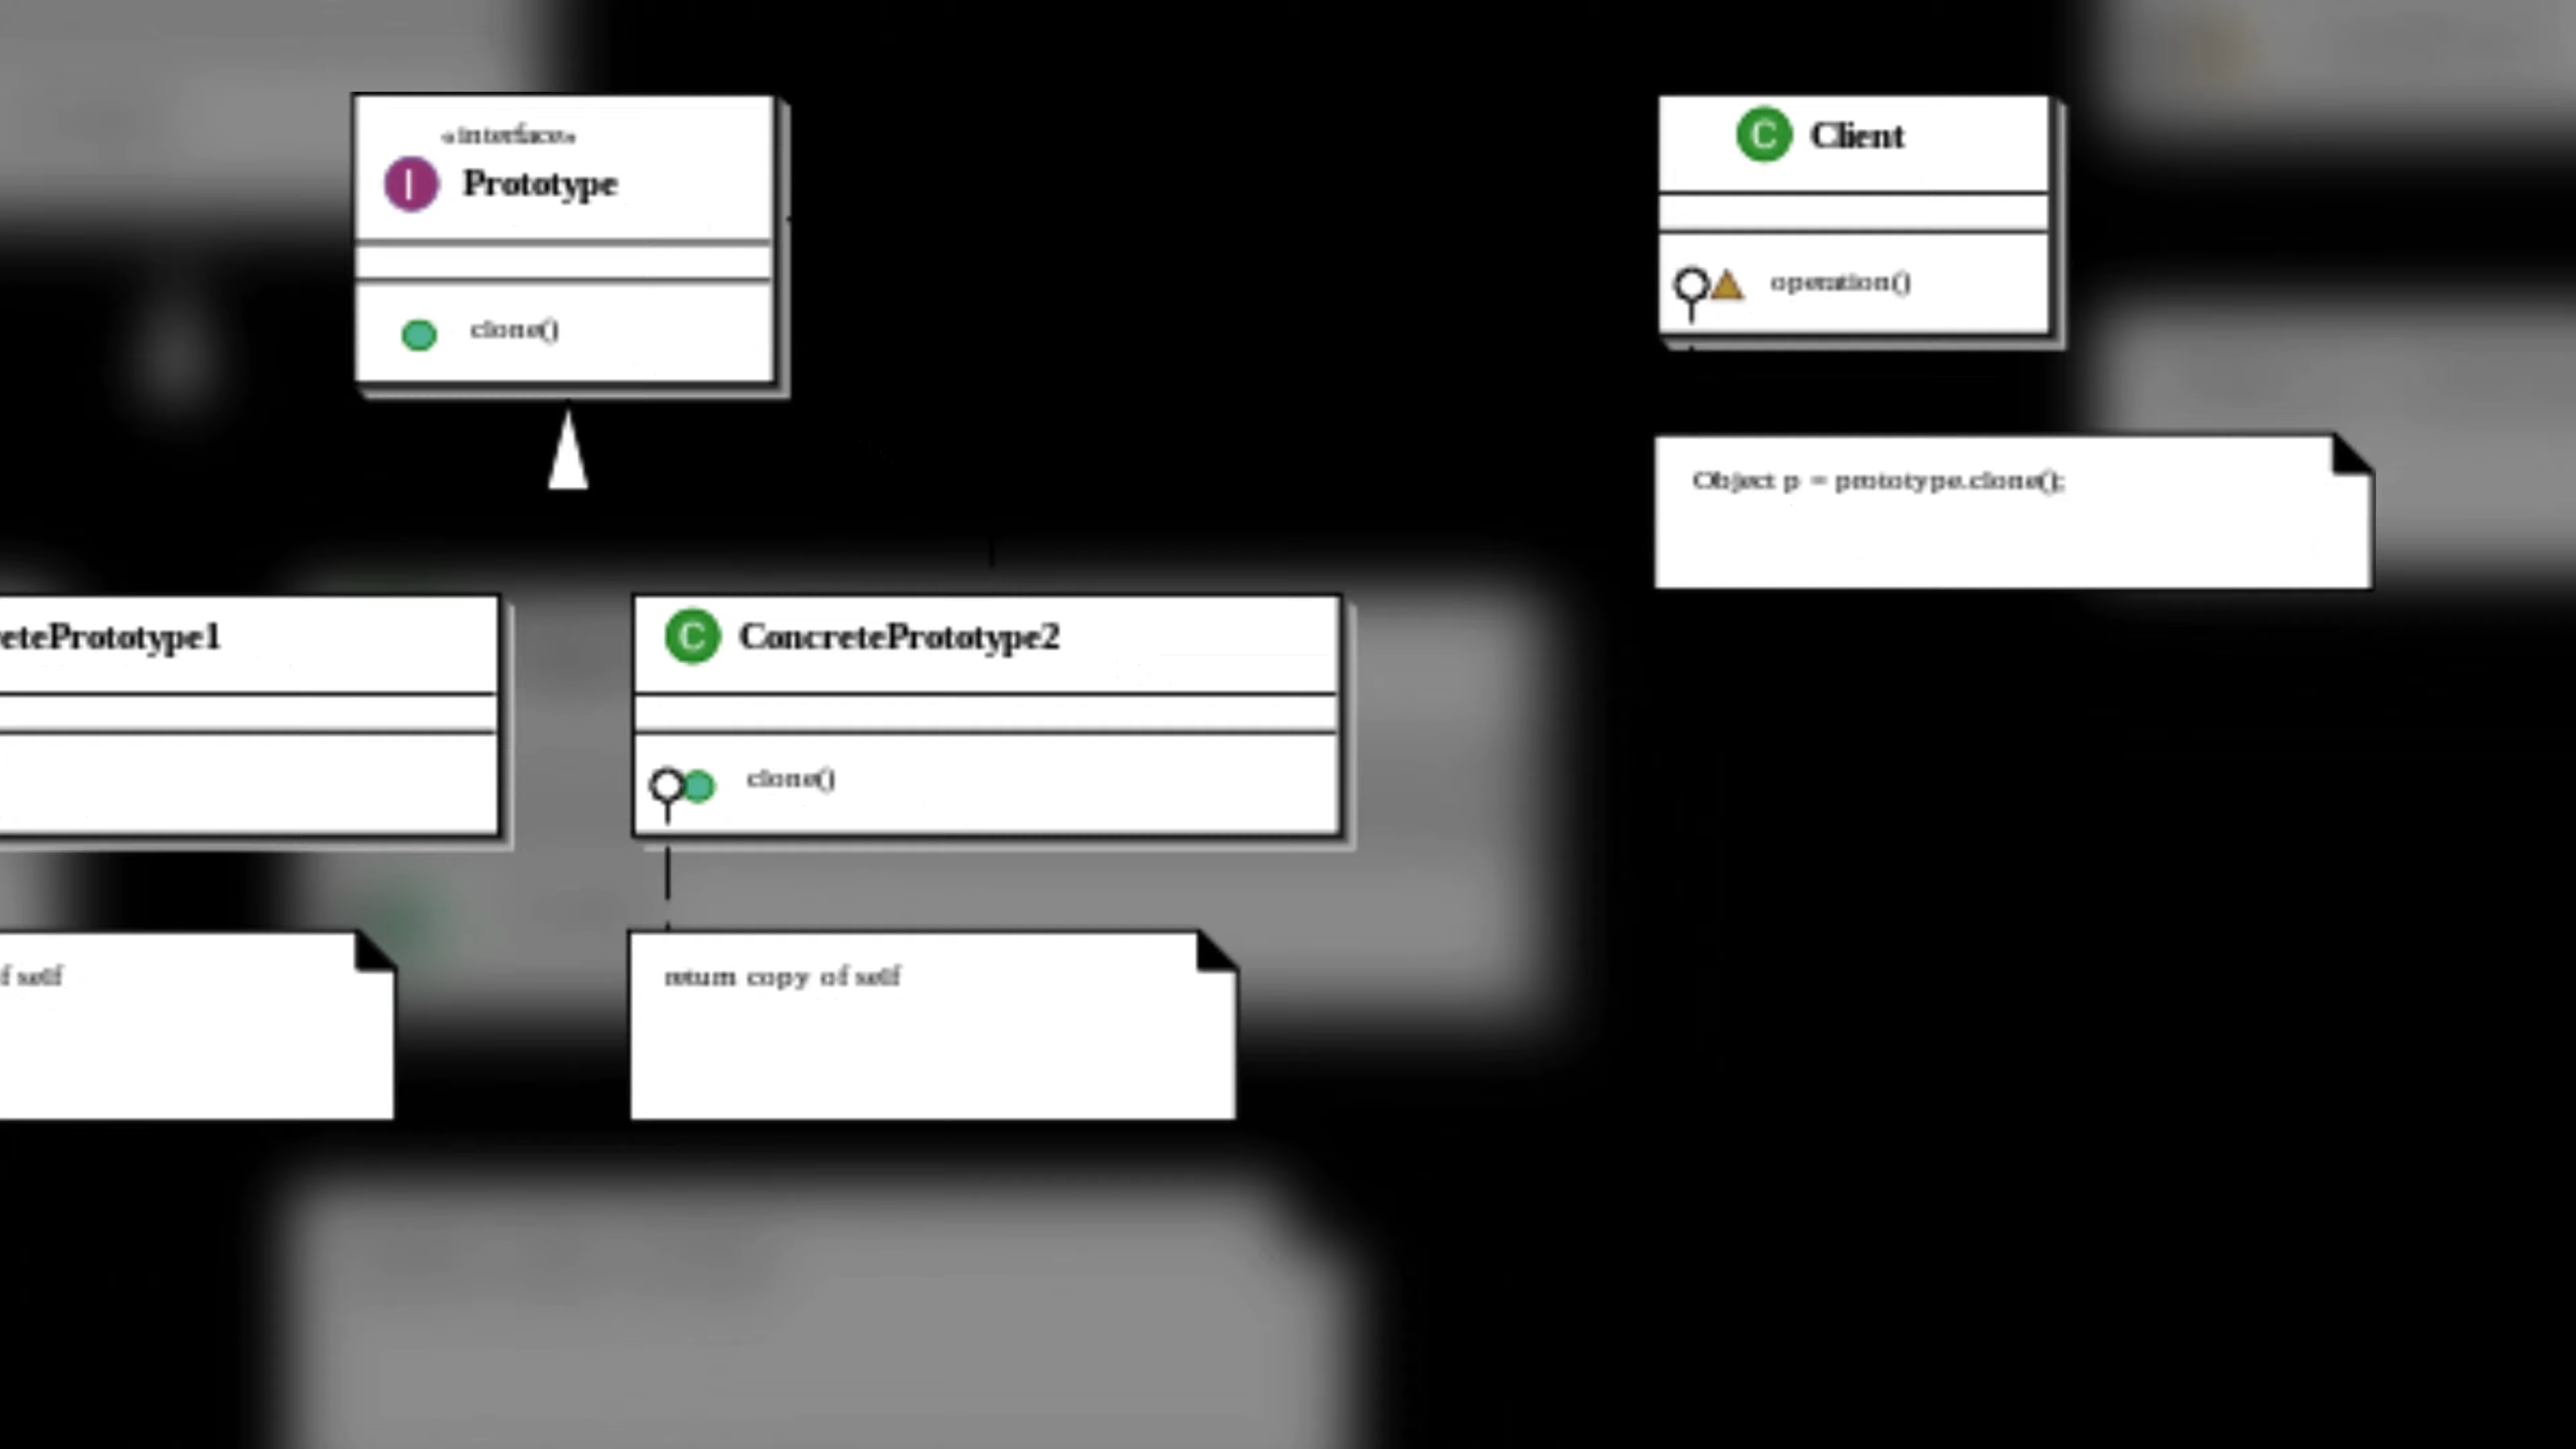 «interface»
I Prototype
clone()
C Client
operation()
Object p = prototype.clone();
etePrototype1
C ConcretePrototype2
clone()
f self
return copy of self